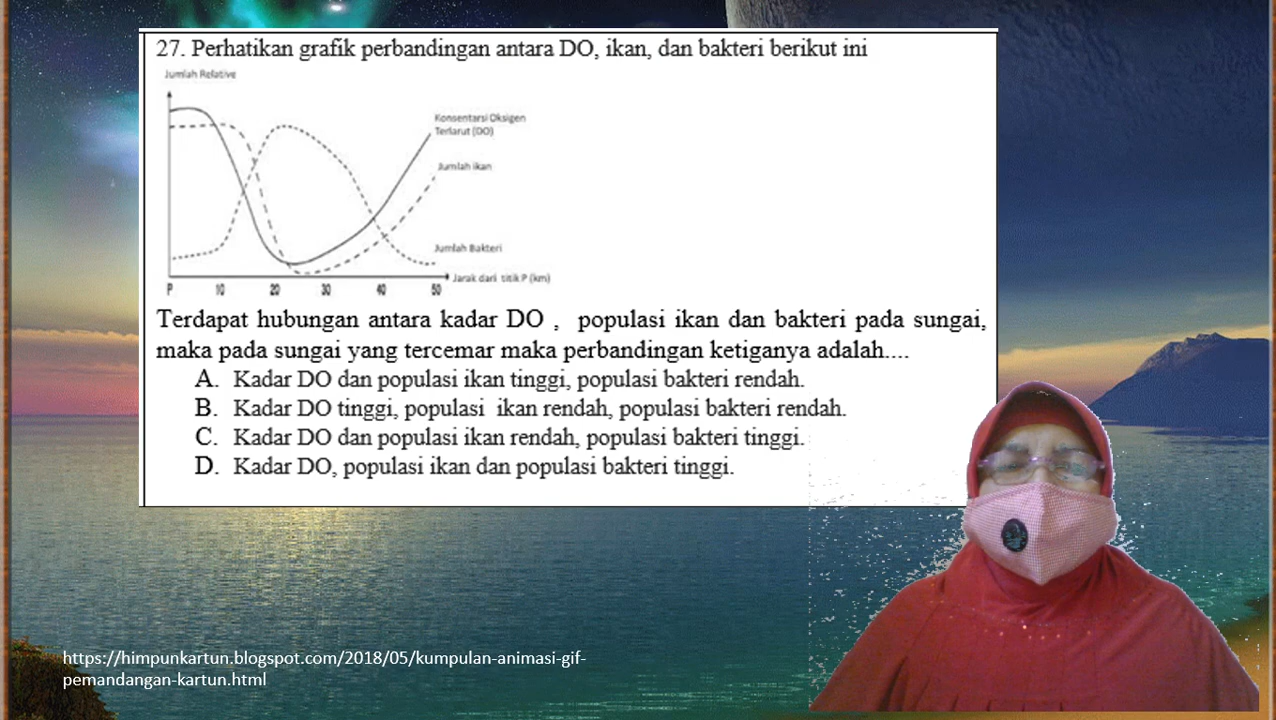 27. Perhatikan grafik perbandingan antara DO, ikan, dan bakteri berikut ini
Jumlah Relative
Konsentarsi Oksigen
Terlarut (DO)
Jumlah ikan
Jumlah Bakteri
Jarak dari titik P (km)
P 10 20 30 40 50
Terdapat hubungan antara kadar DO , populasi ikan dan bakteri pada sungai,
maka pada sungai yang tercemar maka perbandingan ketiganya adalah....
A. Kadar DO dan populasi ikan tinggi, populasi bakteri rendah.
B. Kadar DO tinggi, populasi ikan rendah, populasi bakteri rendah.
C. Kadar DO dan populasi ikan rendah, populasi bakteri tinggi.
D. Kadar DO, populasi ikan dan populasi bakteri tinggi.
https://himpunkartun.blogspot.com/2018/05/kumpulan-animasi-gif-
pemandangan-kartun.html